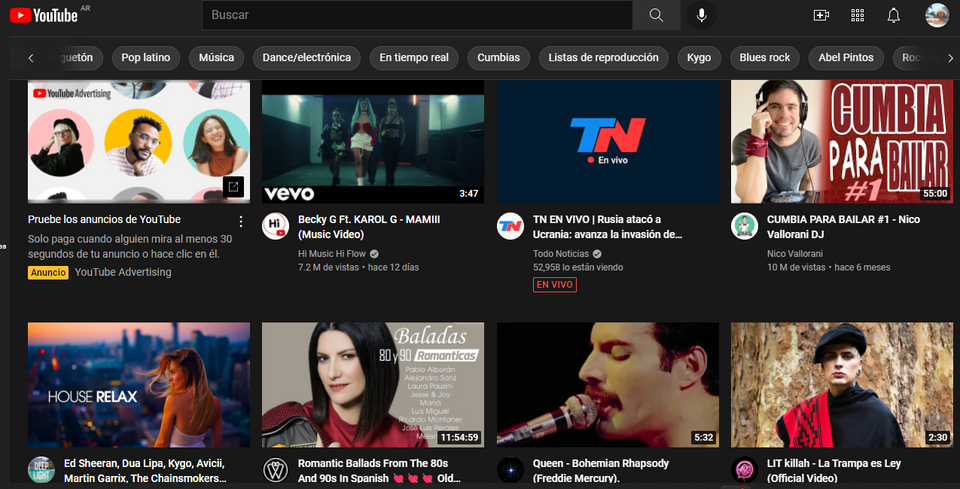 YouTube AR
Buscar
guetón
Pop latino
Música
Dance/electrónica
En tiempo real
Cumbias
Listas de reproducción
Kygo
Blues rock
Abel Pintos
Roc
YouTube Advertising
vevo
3:47
TN
En vivo
CUMBIA
PARA
BAILAR
#1
55:00
Pruebe los anuncios de YouTube
Solo paga cuando alguien mira al menos 30
segundos de tu anuncio o hace clic en él.
Anuncio YouTube Advertising
Hi
Music
Becky G Ft. KAROL G - MAMIII
(Music Video)
Hi Music Hi Flow
7.2 M de vistas • hace 12 días
TN
TN EN VIVO | Rusia atacó a
Ucrania: avanza la invasión de...
Todo Noticias
52,958 lo están viendo
EN VIVO
CUMBIA PARA BAILAR #1 - Nico
Vallorani DJ
Nico Vallorani
10 M de vistas • hace 6 meses
HOUSE RELAX
Baladas
80 y 90 Romanticas
Pablo Alborán
Alejandro Sanz
Laura Pausini
Jesse & Joy
Maná
Luis Miguel
Ricardo Montaner
José Luis Perales
11:54:59
5:32
2:30
DEEP
LIGHT
Ed Sheeran, Dua Lipa, Kygo, Avicii,
Martin Garrix, The Chainsmokers...
Romantic Ballads From The 80s
And 90s In Spanish 💘 💘 💘 Old...
Queen - Bohemian Rhapsody
(Freddie Mercury).
LIT killah - La Trampa es Ley
(Official Video)